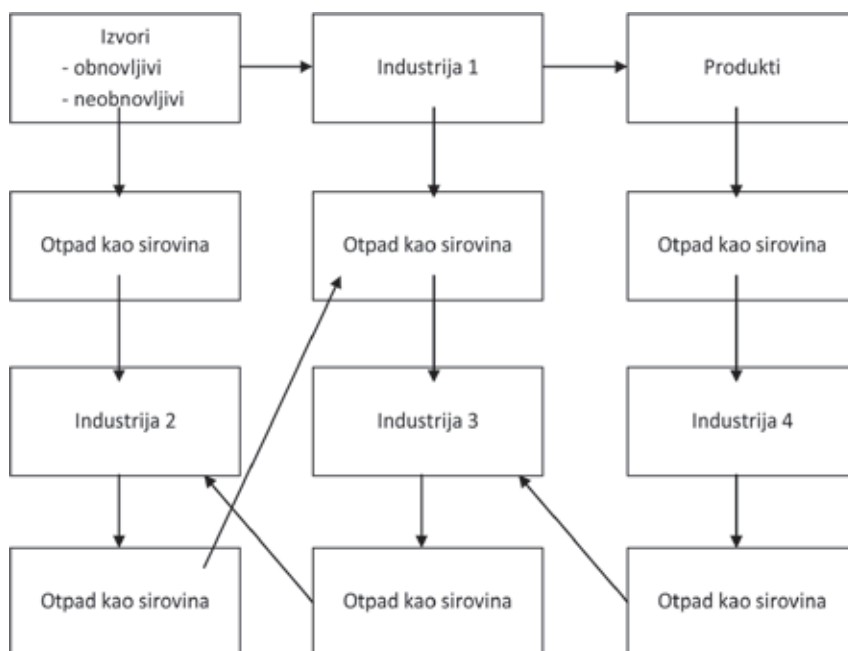 Izvori
- obnovljivi
- neobnovljivi
Industrija 1
Produkti
Otpad kao sirovina
Otpad kao sirovina
Otpad kao sirovina
Industrija 2
Industrija 3
Industrija 4
Otpad kao sirovina
Otpad kao sirovina
Otpad kao sirovina